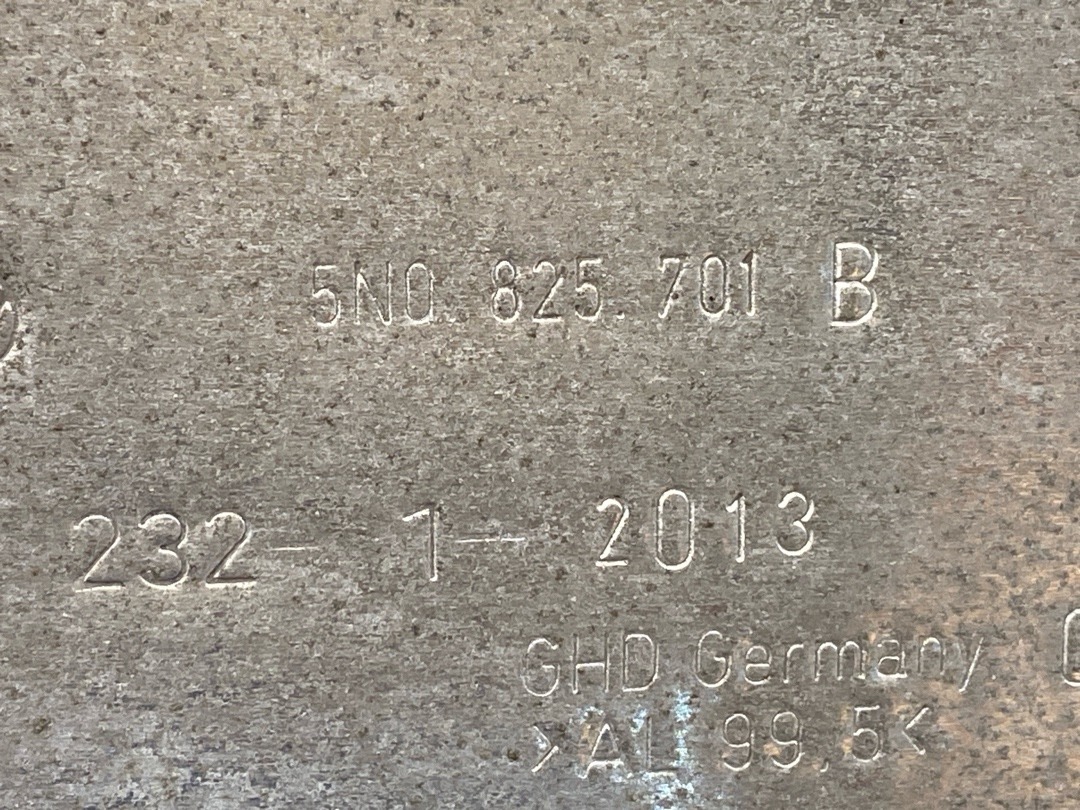 5N0.825.701 B
232- 1- 2013
GHD Germany.
>AL 99,5<